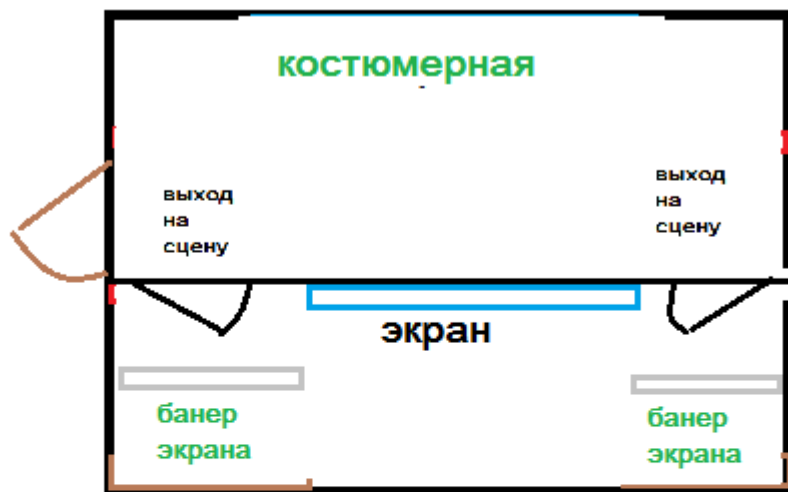 костюмерная
выход
на
сцену
выход
на
сцену
экран
банер
экрана
банер
экрана